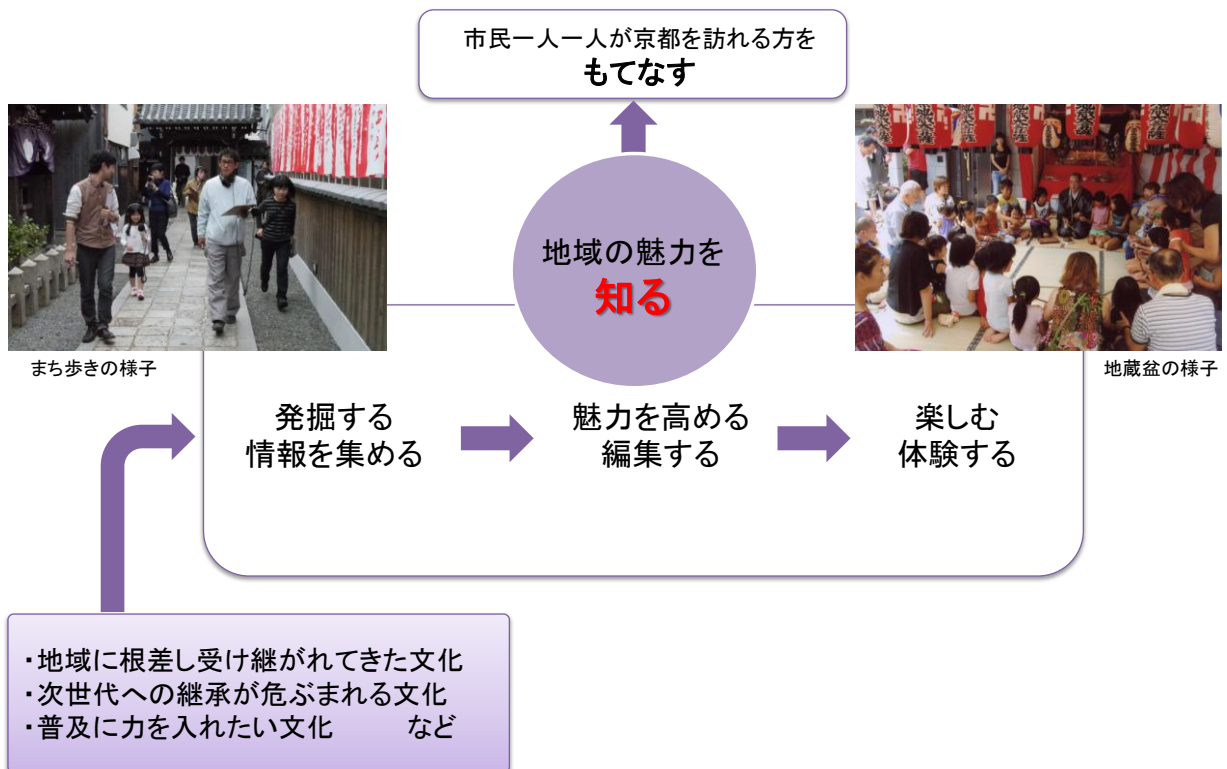 市民一人一人が京都を訪れる方を
もてなす
地域の魅力を
知る
まち歩きの様子
地蔵盆の様子
発掘する
情報を集める
魅力を高める
編集する
楽しむ
体験する
・地域に根差し受け継がれてきた文化
・次世代への継承が危ぶまれる文化
・普及に力を入れたい文化　　　など